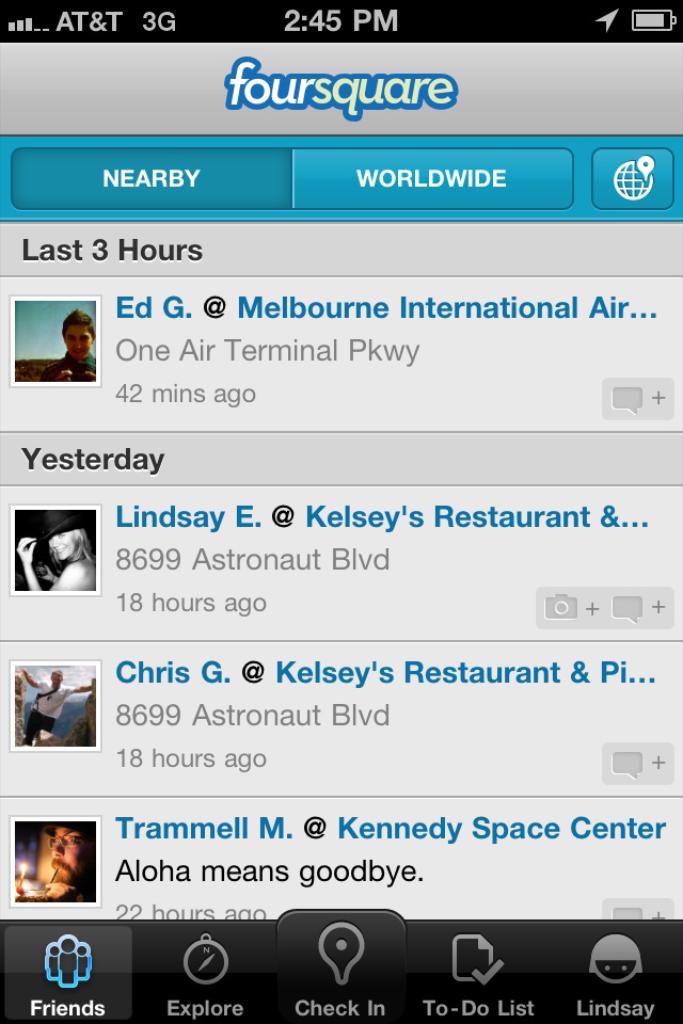 AT&T 3G 2:45 PM
foursquare
NEARBY WORLDWIDE
Last 3 Hours
Ed G. @ Melbourne International Air...
One Air Terminal Pkwy
42 mins ago
+
Yesterday
Lindsay E. @ Kelsey's Restaurant &...
8699 Astronaut Blvd
18 hours ago
+ +
Chris G. @ Kelsey's Restaurant & Pi...
8699 Astronaut Blvd
18 hours ago
+
Trammell M. @ Kennedy Space Center
Aloha means goodbye.
22 hours ago
+
Friends Explore Check In To-Do List Lindsay